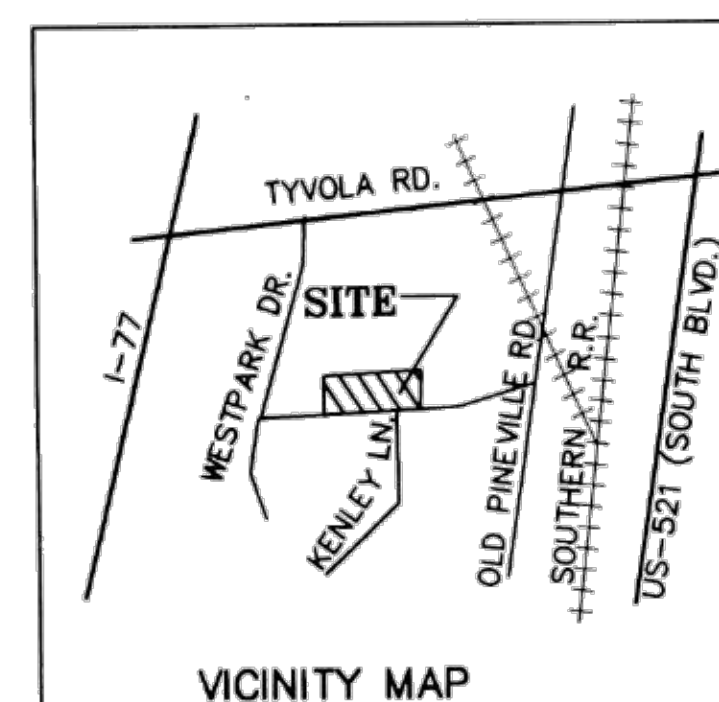 TYVOLA RD.
I-77
WESTPARK DR.
SITE
KENLEY LN.
OLD PINEVILLE RD
SOUTHERN R.R.
US-521 (SOUTH BLVD.)
VICINITY MAP